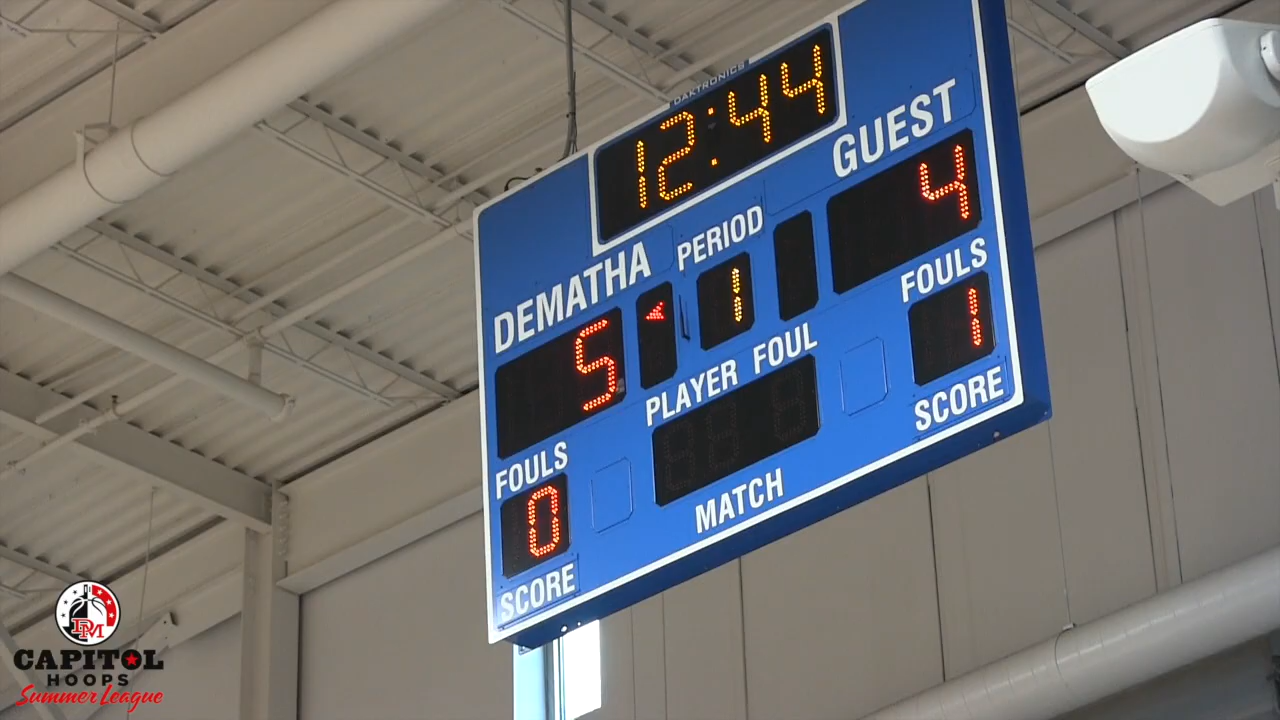 DAKTRONICS
12:44
DEMATHA
PERIOD
GUEST
5
1
4
FOULS
PLAYER FOUL
FOULS
0
1
SCORE
MATCH
SCORE
DM
CAPITOL
HOOPS
Summer League